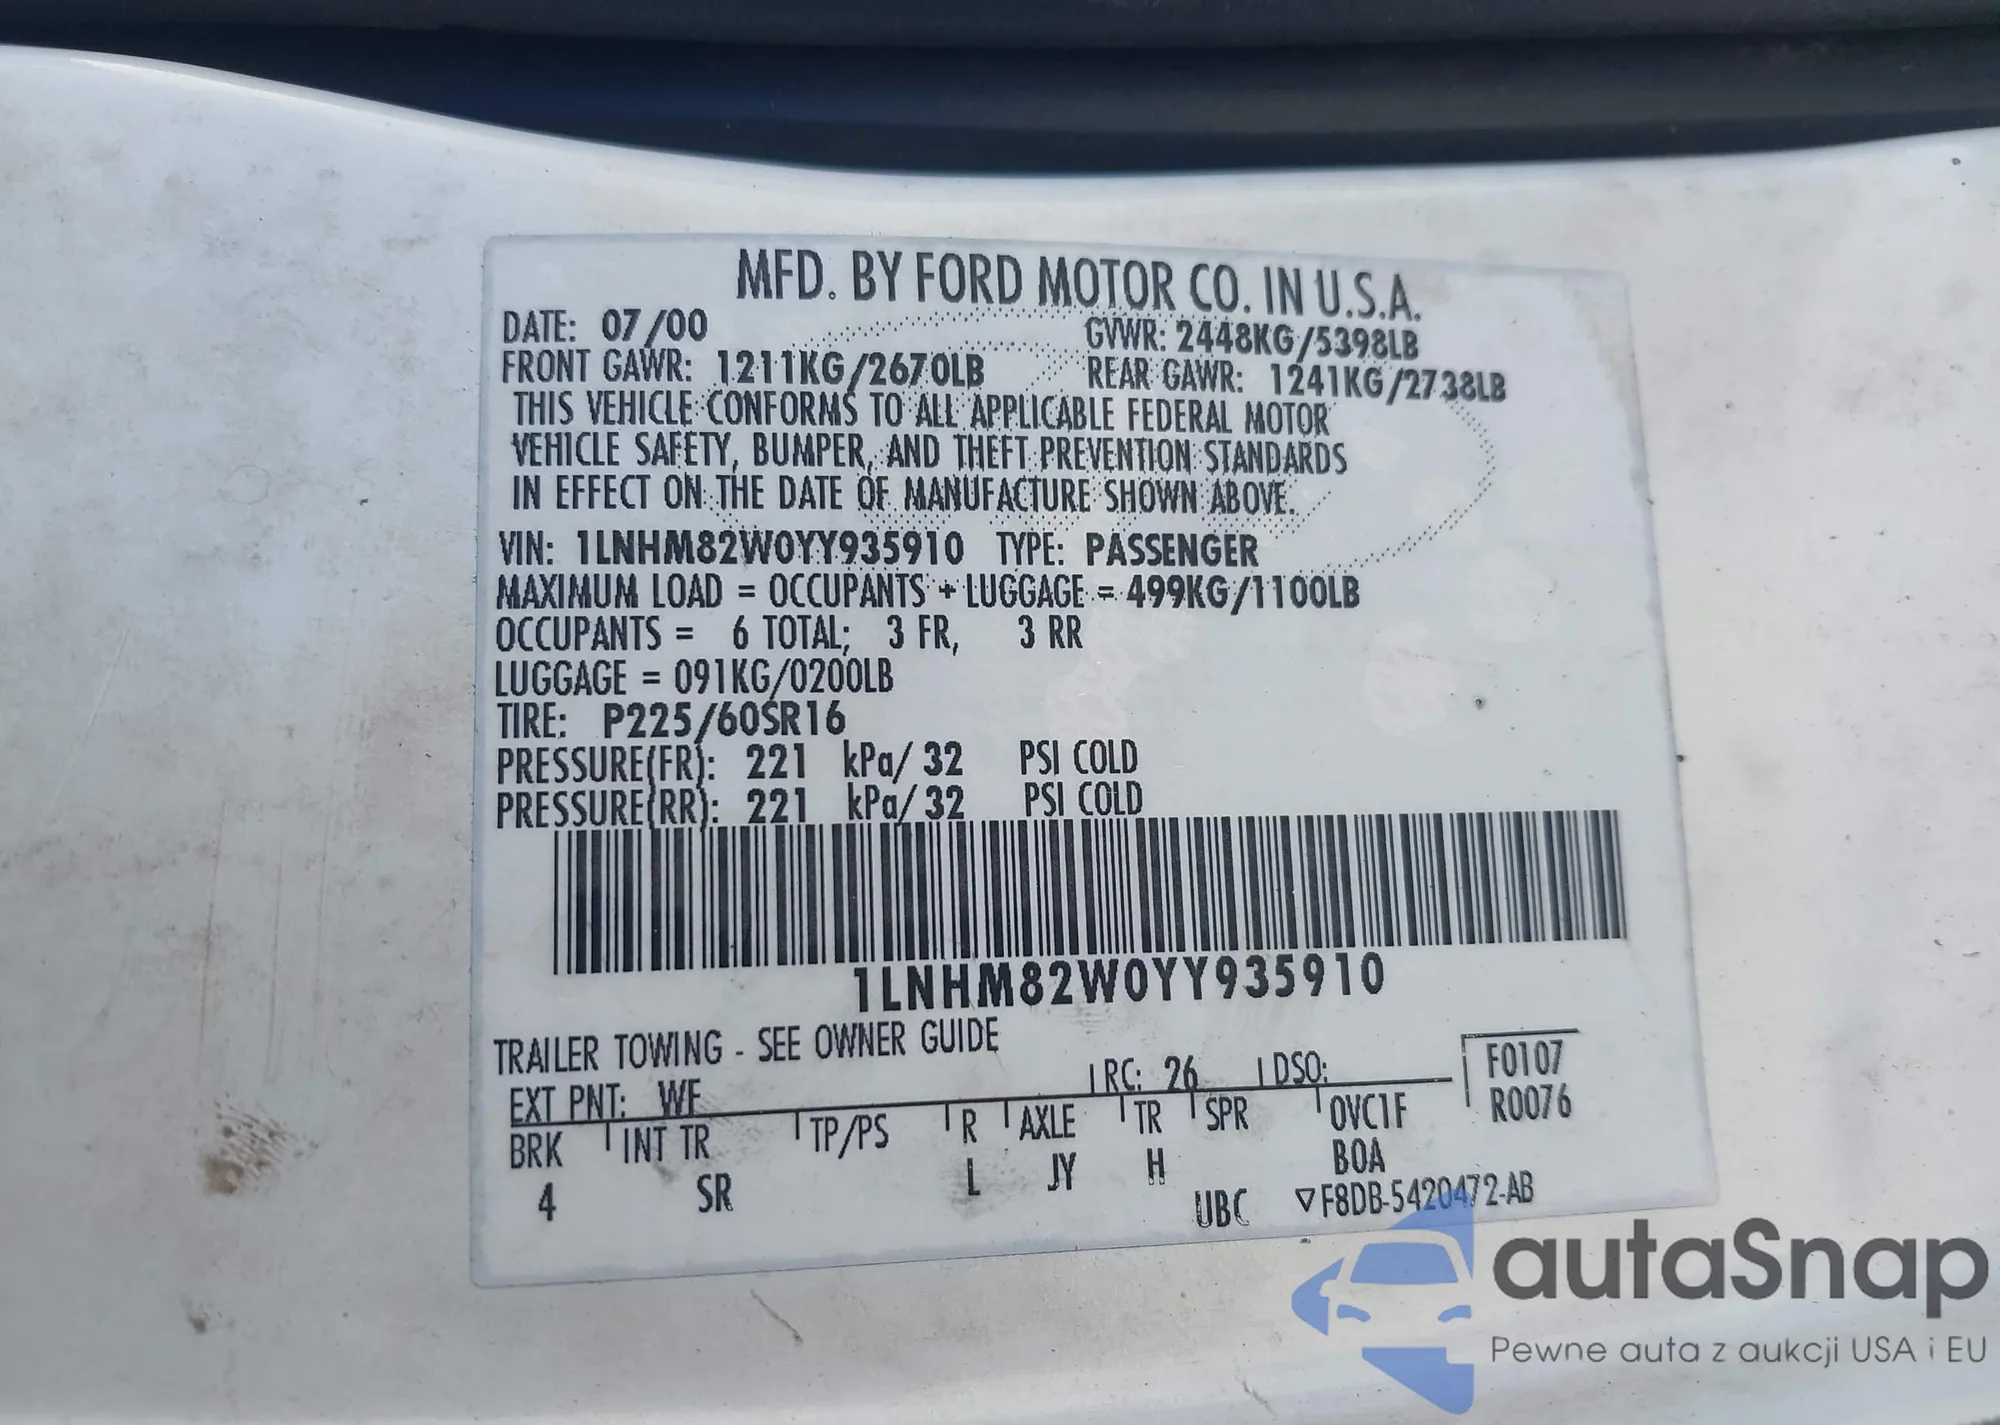 MFD. BY FORD MOTOR CO. IN U.S.A.
DATE: 07/00 GVWR: 2448KG/5398LB
FRONT GAWR: 1211KG/2670LB REAR GAWR: 1241KG/2738LB
THIS VEHICLE CONFORMS TO ALL APPLICABLE FEDERAL MOTOR
VEHICLE SAFETY, BUMPER, AND THEFT PREVENTION STANDARDS
IN EFFECT ON THE DATE OF MANUFACTURE SHOWN ABOVE.
VIN: 1LNHM82W0YY935910 TYPE: PASSENGER
MAXIMUM LOAD = OCCUPANTS + LUGGAGE = 499KG/1100LB
OCCUPANTS = 6 TOTAL; 3 FR, 3 RR
LUGGAGE = 091KG/0200LB
TIRE: P225/60SR16
PRESSURE(FR): 221 kPa/ 32 PSI COLD
PRESSURE(RR): 221 kPa/ 32 PSI COLD
1LNHM82W0YY935910
TRAILER TOWING - SEE OWNER GUIDE
EXT PNT: WF RC: 26 DSO: F0107
BRK INT TR TP/PS R AXLE TR SPR OVC1F R0076
4 SR L JY H BOA
UBC ▽F8DB-5420472-AB
autaSnap
Pewne auta z aukcji USA i EU